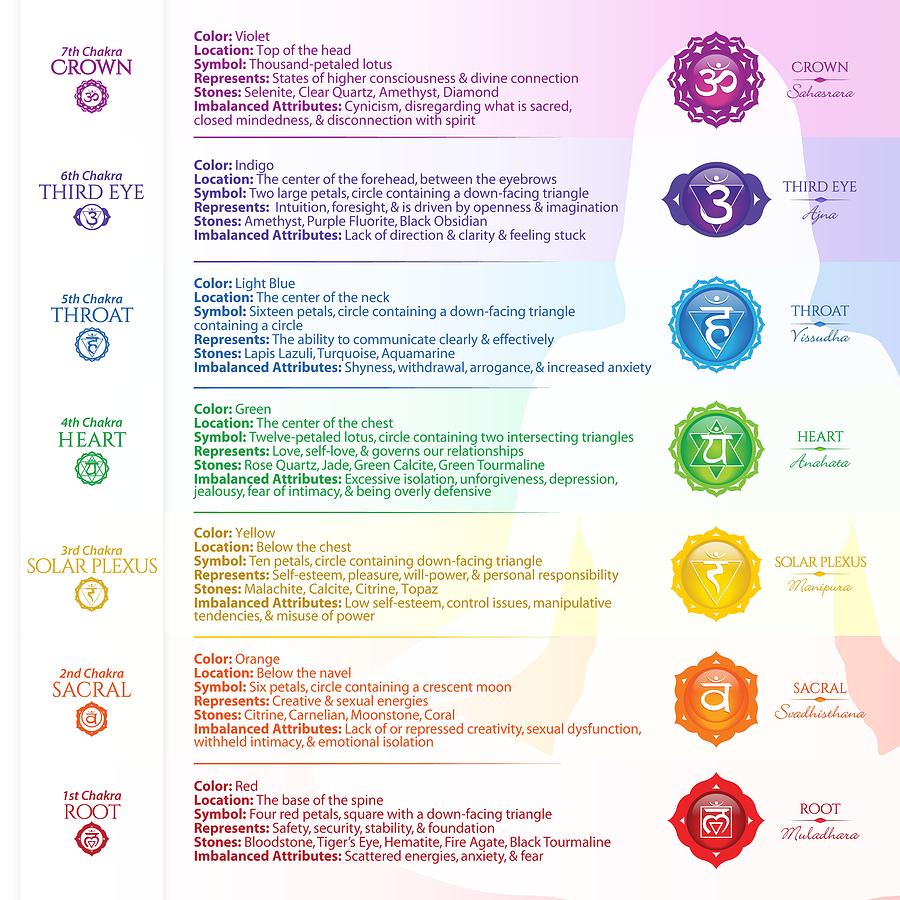 7th Chakra
CROWN
ॐ
Color: Violet
Location: Top of the head
Symbol: Thousand-petaled lotus
Represents: States of higher consciousness & divine connection
Stones: Selenite, Clear Quartz, Amethyst, Diamond
Imbalanced Attributes: Cynicism, disregarding what is sacred,
closed mindedness, & disconnection with spirit
ॐ
CROWN
Sahasrara
6th Chakra
THIRD EYE
Color: Indigo
Location: The center of the forehead, between the eyebrows
Symbol: Two large petals, circle containing a down-facing triangle
Represents: Intuition, foresight, & is driven by openness & imagination
Stones: Amethyst, Purple Fluorite, Black Obsidian
Imbalanced Attributes: Lack of direction & clarity & feeling stuck
THIRD EYE
Ajna
5th Chakra
THROAT
हं
Color: Light Blue
Location: The center of the neck
Symbol: Sixteen petals, circle containing a down-facing triangle
containing a circle
Represents: The ability to communicate clearly & effectively
Stones: Lapis Lazuli, Turquoise, Aquamarine
Imbalanced Attributes: Shyness, withdrawal, arrogance, & increased anxiety
हं
THROAT
Vissudha
4th Chakra
HEART
यं
Color: Green
Location: The center of the chest
Symbol: Twelve-petaled lotus, circle containing two intersecting triangles
Represents: Love, self-love, & governs our relationships
Stones: Rose Quartz, Jade, Green Calcite, Green Tourmaline
Imbalanced Attributes: Excessive isolation, unforgiveness, depression,
jealousy, fear of intimacy, & being overly defensive
यं
HEART
Anahata
3rd Chakra
SOLAR PLEXUS
रं
Color: Yellow
Location: Below the chest
Symbol: Ten petals, circle containing down-facing triangle
Represents: Self-esteem, pleasure, will-power, & personal responsibility
Stones: Malachite, Calcite, Citrine, Topaz
Imbalanced Attributes: Low self-esteem, control issues, manipulative
tendencies, & misuse of power
रं
SOLAR PLEXUS
Manipura
2nd Chakra
SACRAL
वं
Color: Orange
Location: Below the navel
Symbol: Six petals, circle containing a crescent moon
Represents: Creative & sexual energies
Stones: Citrine, Carnelian, Moonstone, Coral
Imbalanced Attributes: Lack of or repressed creativity, sexual dysfunction,
withheld intimacy, & emotional isolation
वं
SACRAL
Svadhisthana
1st Chakra
ROOT
लं
Color: Red
Location: The base of the spine
Symbol: Four red petals, square with a down-facing triangle
Represents: Safety, security, stability, & foundation
Stones: Bloodstone, Tiger's Eye, Hematite, Fire Agate, Black Tourmaline
Imbalanced Attributes: Scattered energies, anxiety, & fear
लं
ROOT
Muladhara